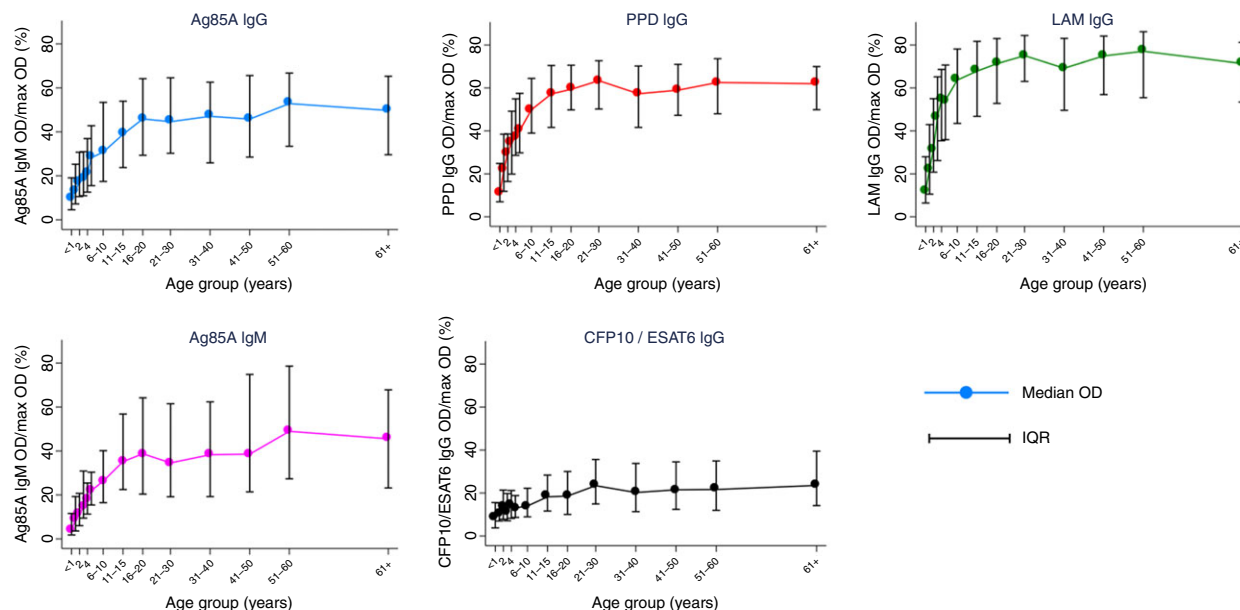 Ag85A IgG
Ag85A IgM OD/max OD (%)
0 20 40 60 80
<1 2 4 6–10 11–15 16–20 21–30 31–40 41–50 51–60 61+
Age group (years)
PPD IgG
PPD IgG OD/max OD (%)
0 20 40 60 80
<1 2 4 6–10 11–15 16–20 21–30 31–40 41–50 51–60 61+
Age group (years)
LAM IgG
LAM IgG OD/max OD (%)
0 20 40 60 80
<1 2 4 6–10 11–15 16–20 21–30 31–40 41–50 51–60 61+
Age group (years)
Ag85A IgM
Ag85A IgM OD/max OD (%)
0 20 40 60 80
<1 2 4 6–10 11–15 16–20 21–30 31–40 41–50 51–60 61+
Age group (years)
CFP10 / ESAT6 IgG
CFP10/ESAT6 IgG OD/max OD (%)
0 20 40 60 80
<1 2 4 6–10 11–15 16–20 21–30 31–40 41–50 51–60 61+
Age group (years)
Median OD
IQR